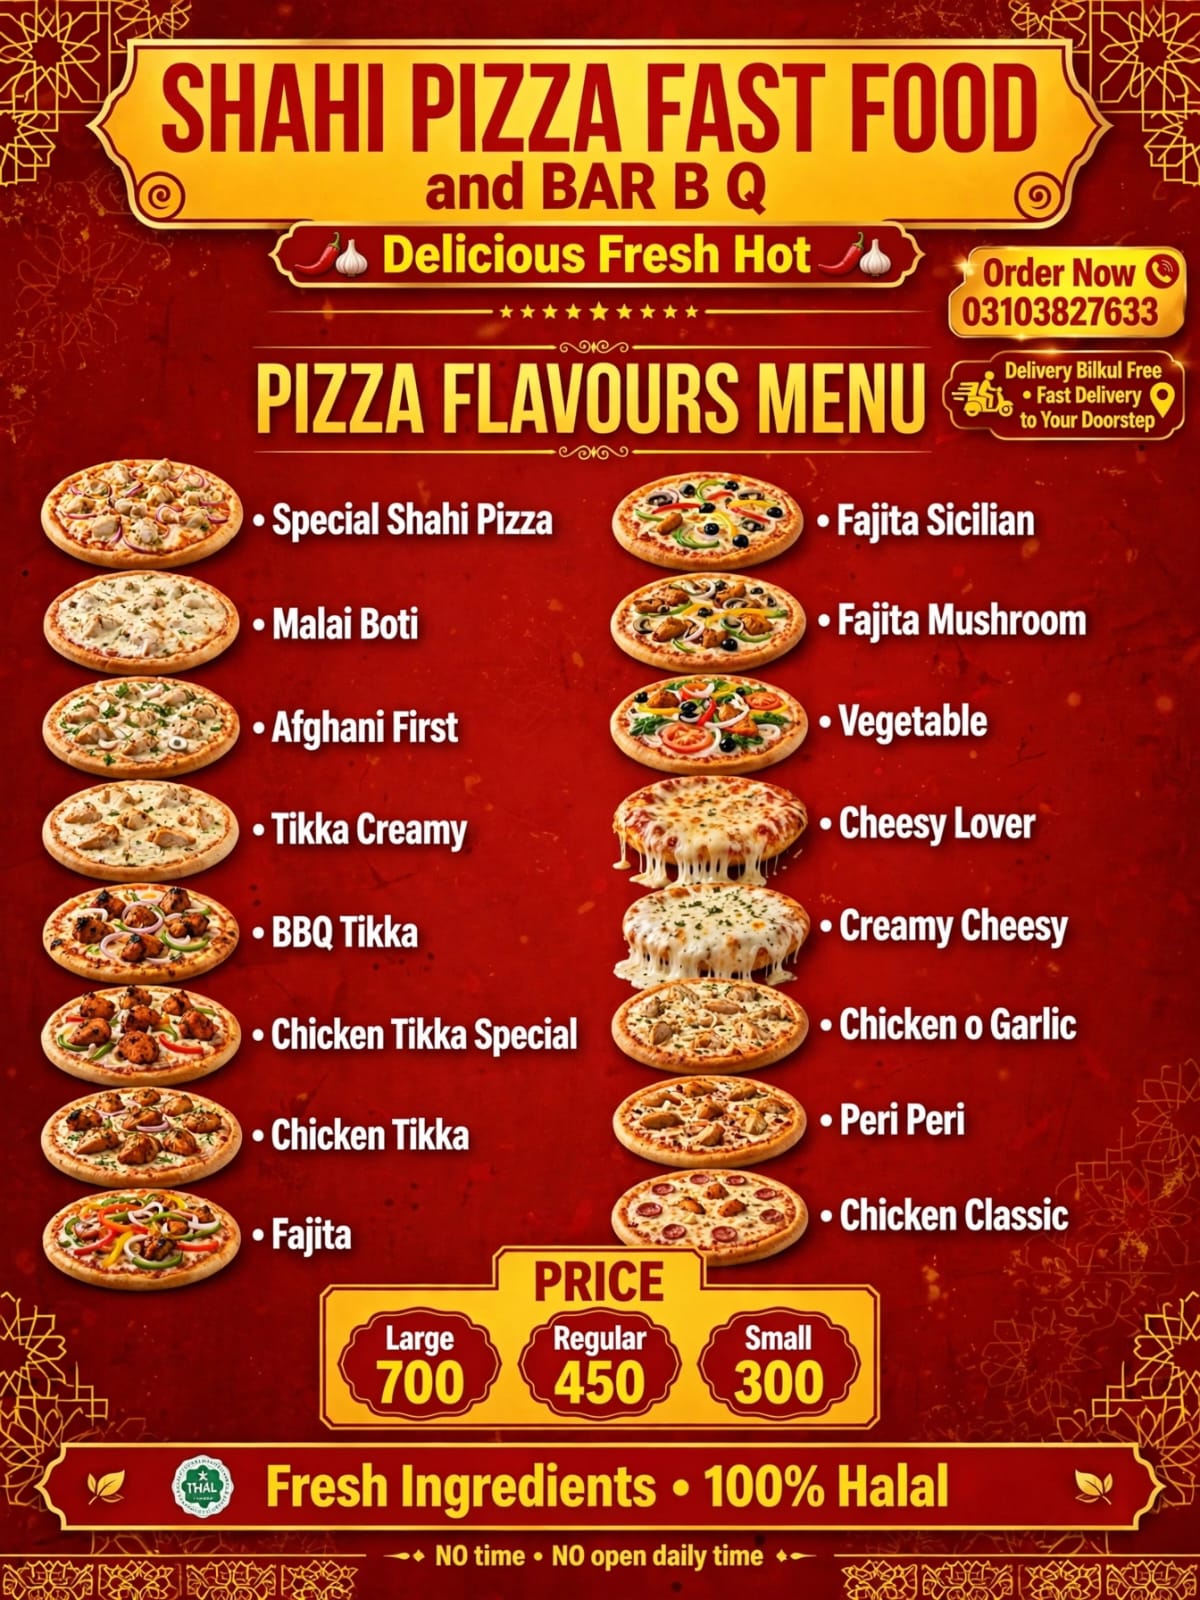 SHAHI PIZZA FAST FOOD
and BAR B Q
Delicious Fresh Hot
Order Now
03103827633
Delivery Bilkul Free
• Fast Delivery
to Your Doorstep
PIZZA FLAVOURS MENU
• Special Shahi Pizza
• Malai Boti
• Afghani First
• Tikka Creamy
• BBQ Tikka
• Chicken Tikka Special
• Chicken Tikka
• Fajita
• Fajita Sicilian
• Fajita Mushroom
• Vegetable
• Cheesy Lover
• Creamy Cheesy
• Chicken o Garlic
• Peri Peri
• Chicken Classic
PRICE
Large
700
Regular
450
Small
300
THAL
Fresh Ingredients • 100% Halal
NO time • NO open daily time